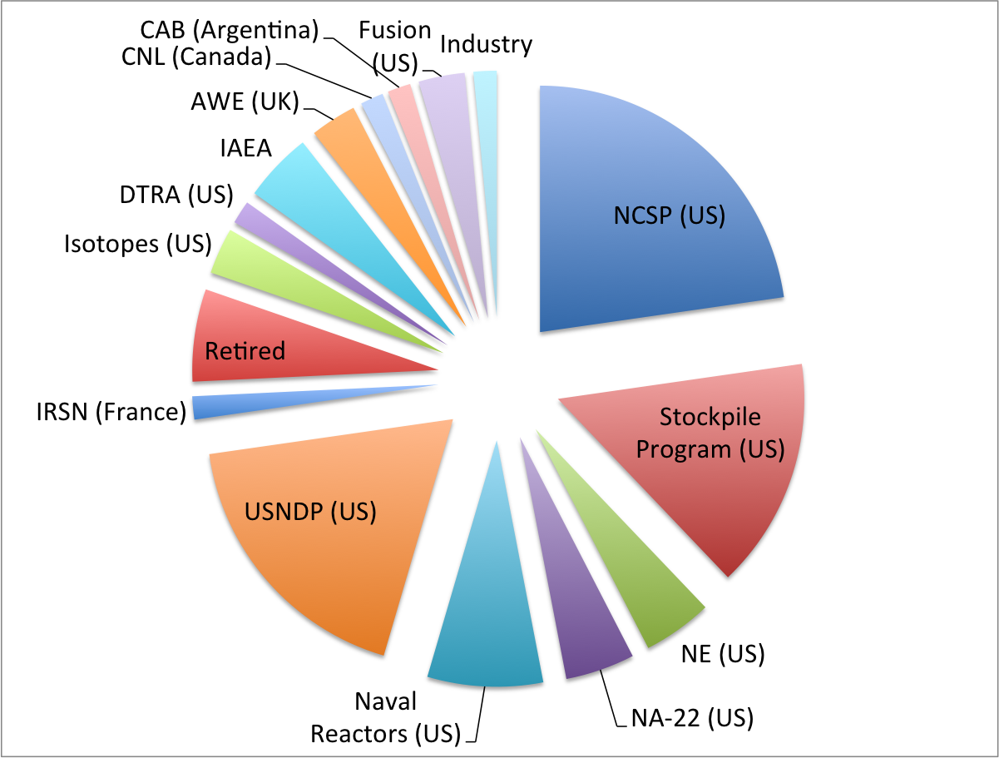 CAB (Argentina)
CNL (Canada)
Fusion
(US)
Industry
AWE (UK)
IAEA
DTRA (US)
Isotopes (US)
Retired
IRSN (France)
NCSP (US)
Stockpile
Program (US)
USNDP (US)
NE (US)
NA-22 (US)
Naval
Reactors (US)